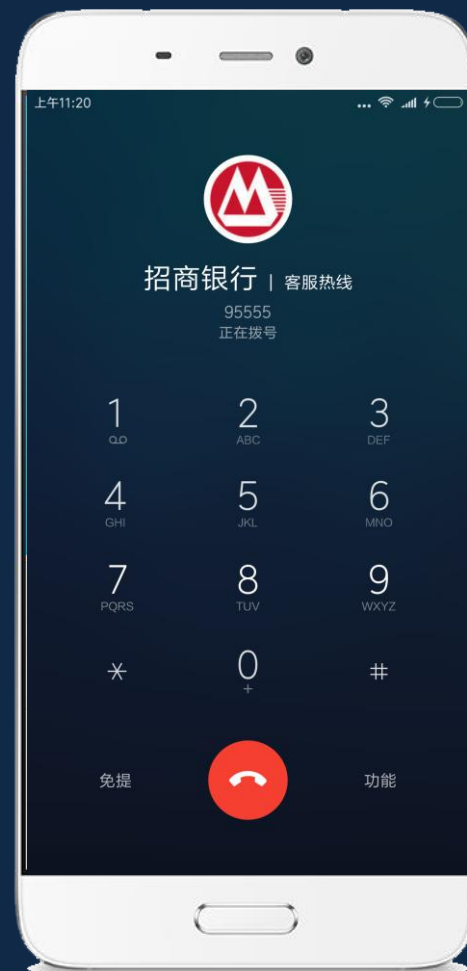 上午11:20
招商银行 | 客服热线
95555
正在拨号
1 2 3
ABC DEF
4 5 6
GHI JKL MNO
7 8 9
PQRS TUV WXYZ
* 0 #
+
免提 功能